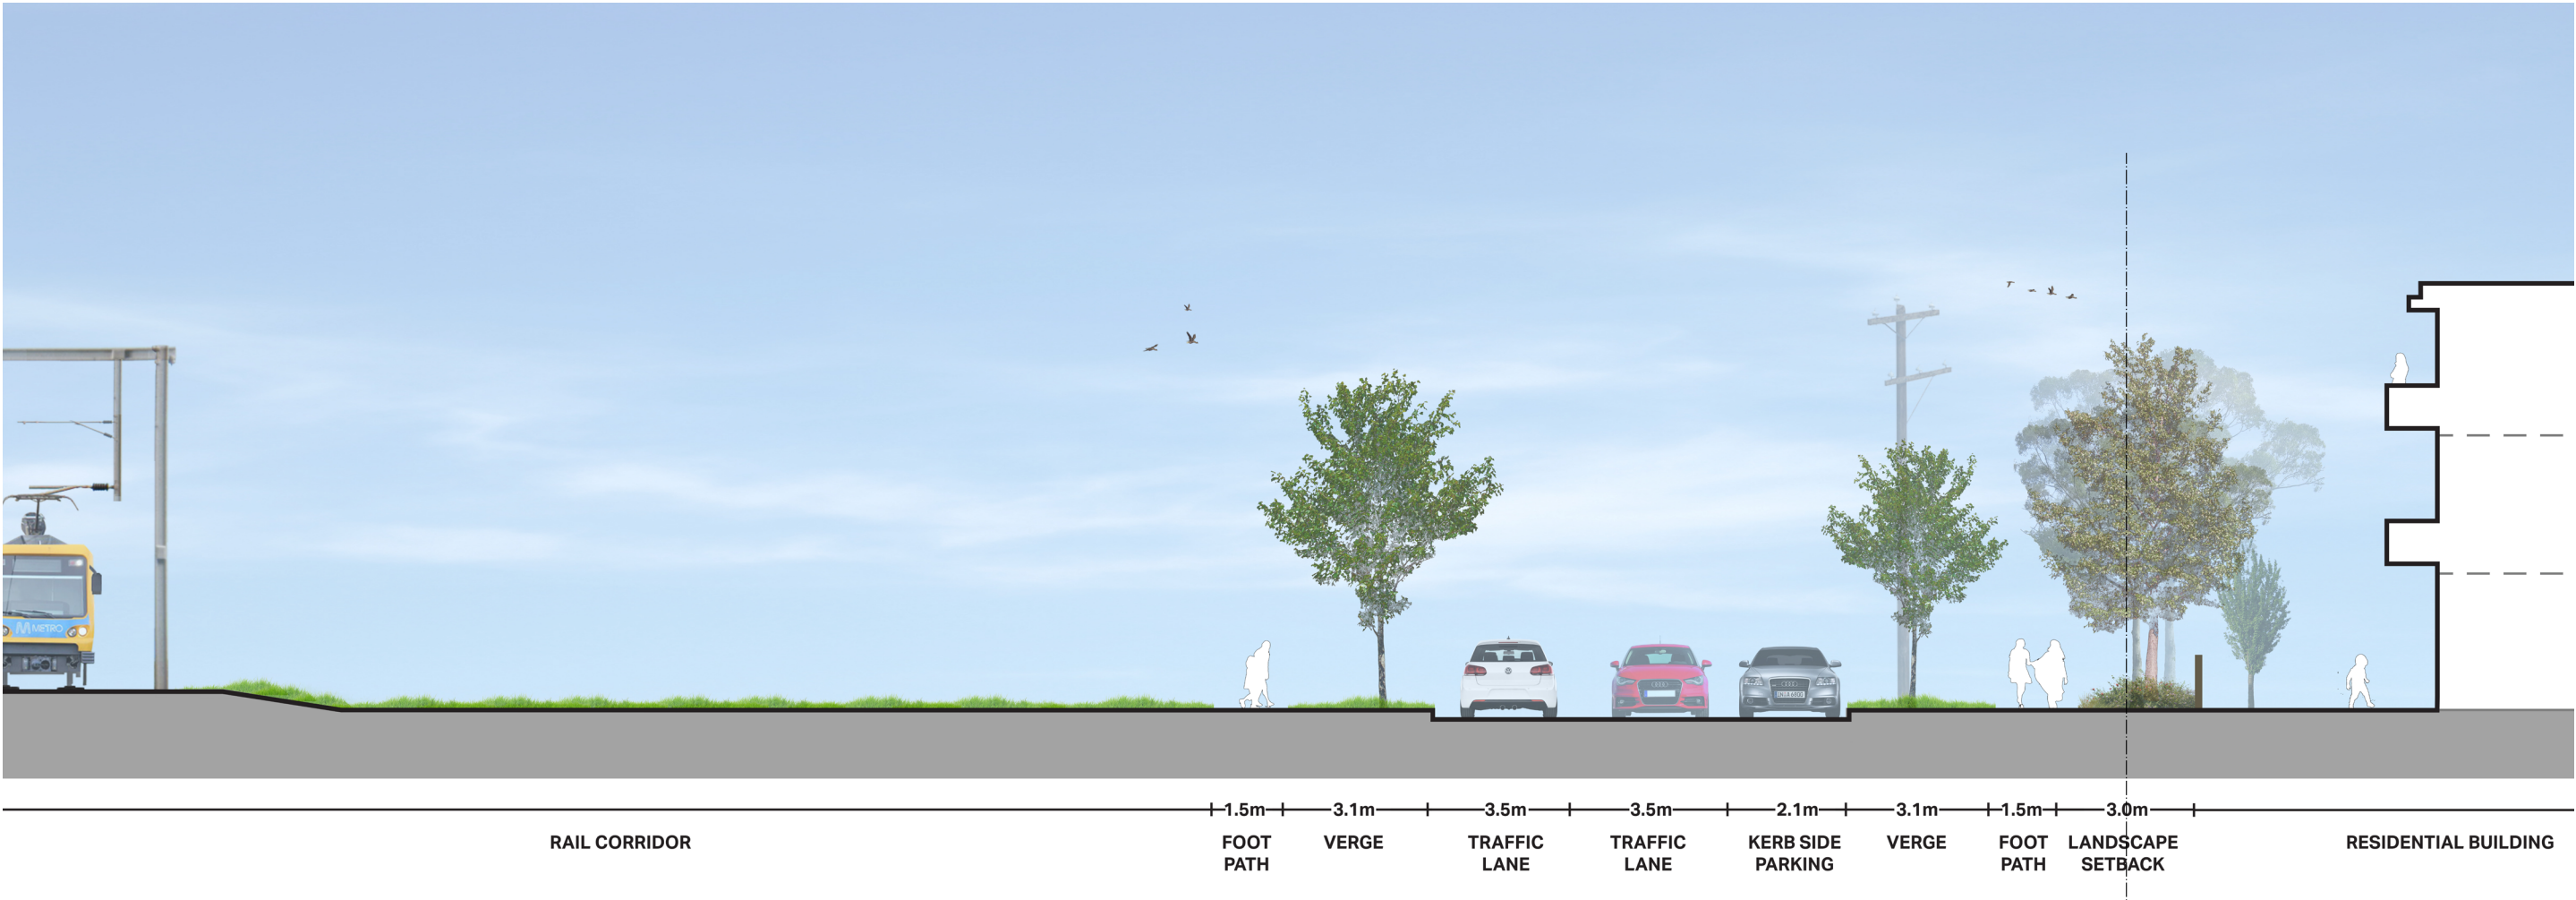 METRO
1.5m
3.1m
3.5m
3.5m
2.1m
3.1m
1.5m
3.0m
RAIL CORRIDOR
FOOT
PATH
VERGE
TRAFFIC
LANE
TRAFFIC
LANE
KERB SIDE
PARKING
VERGE
FOOT
PATH
LANDSCAPE
SETBACK
RESIDENTIAL BUILDING